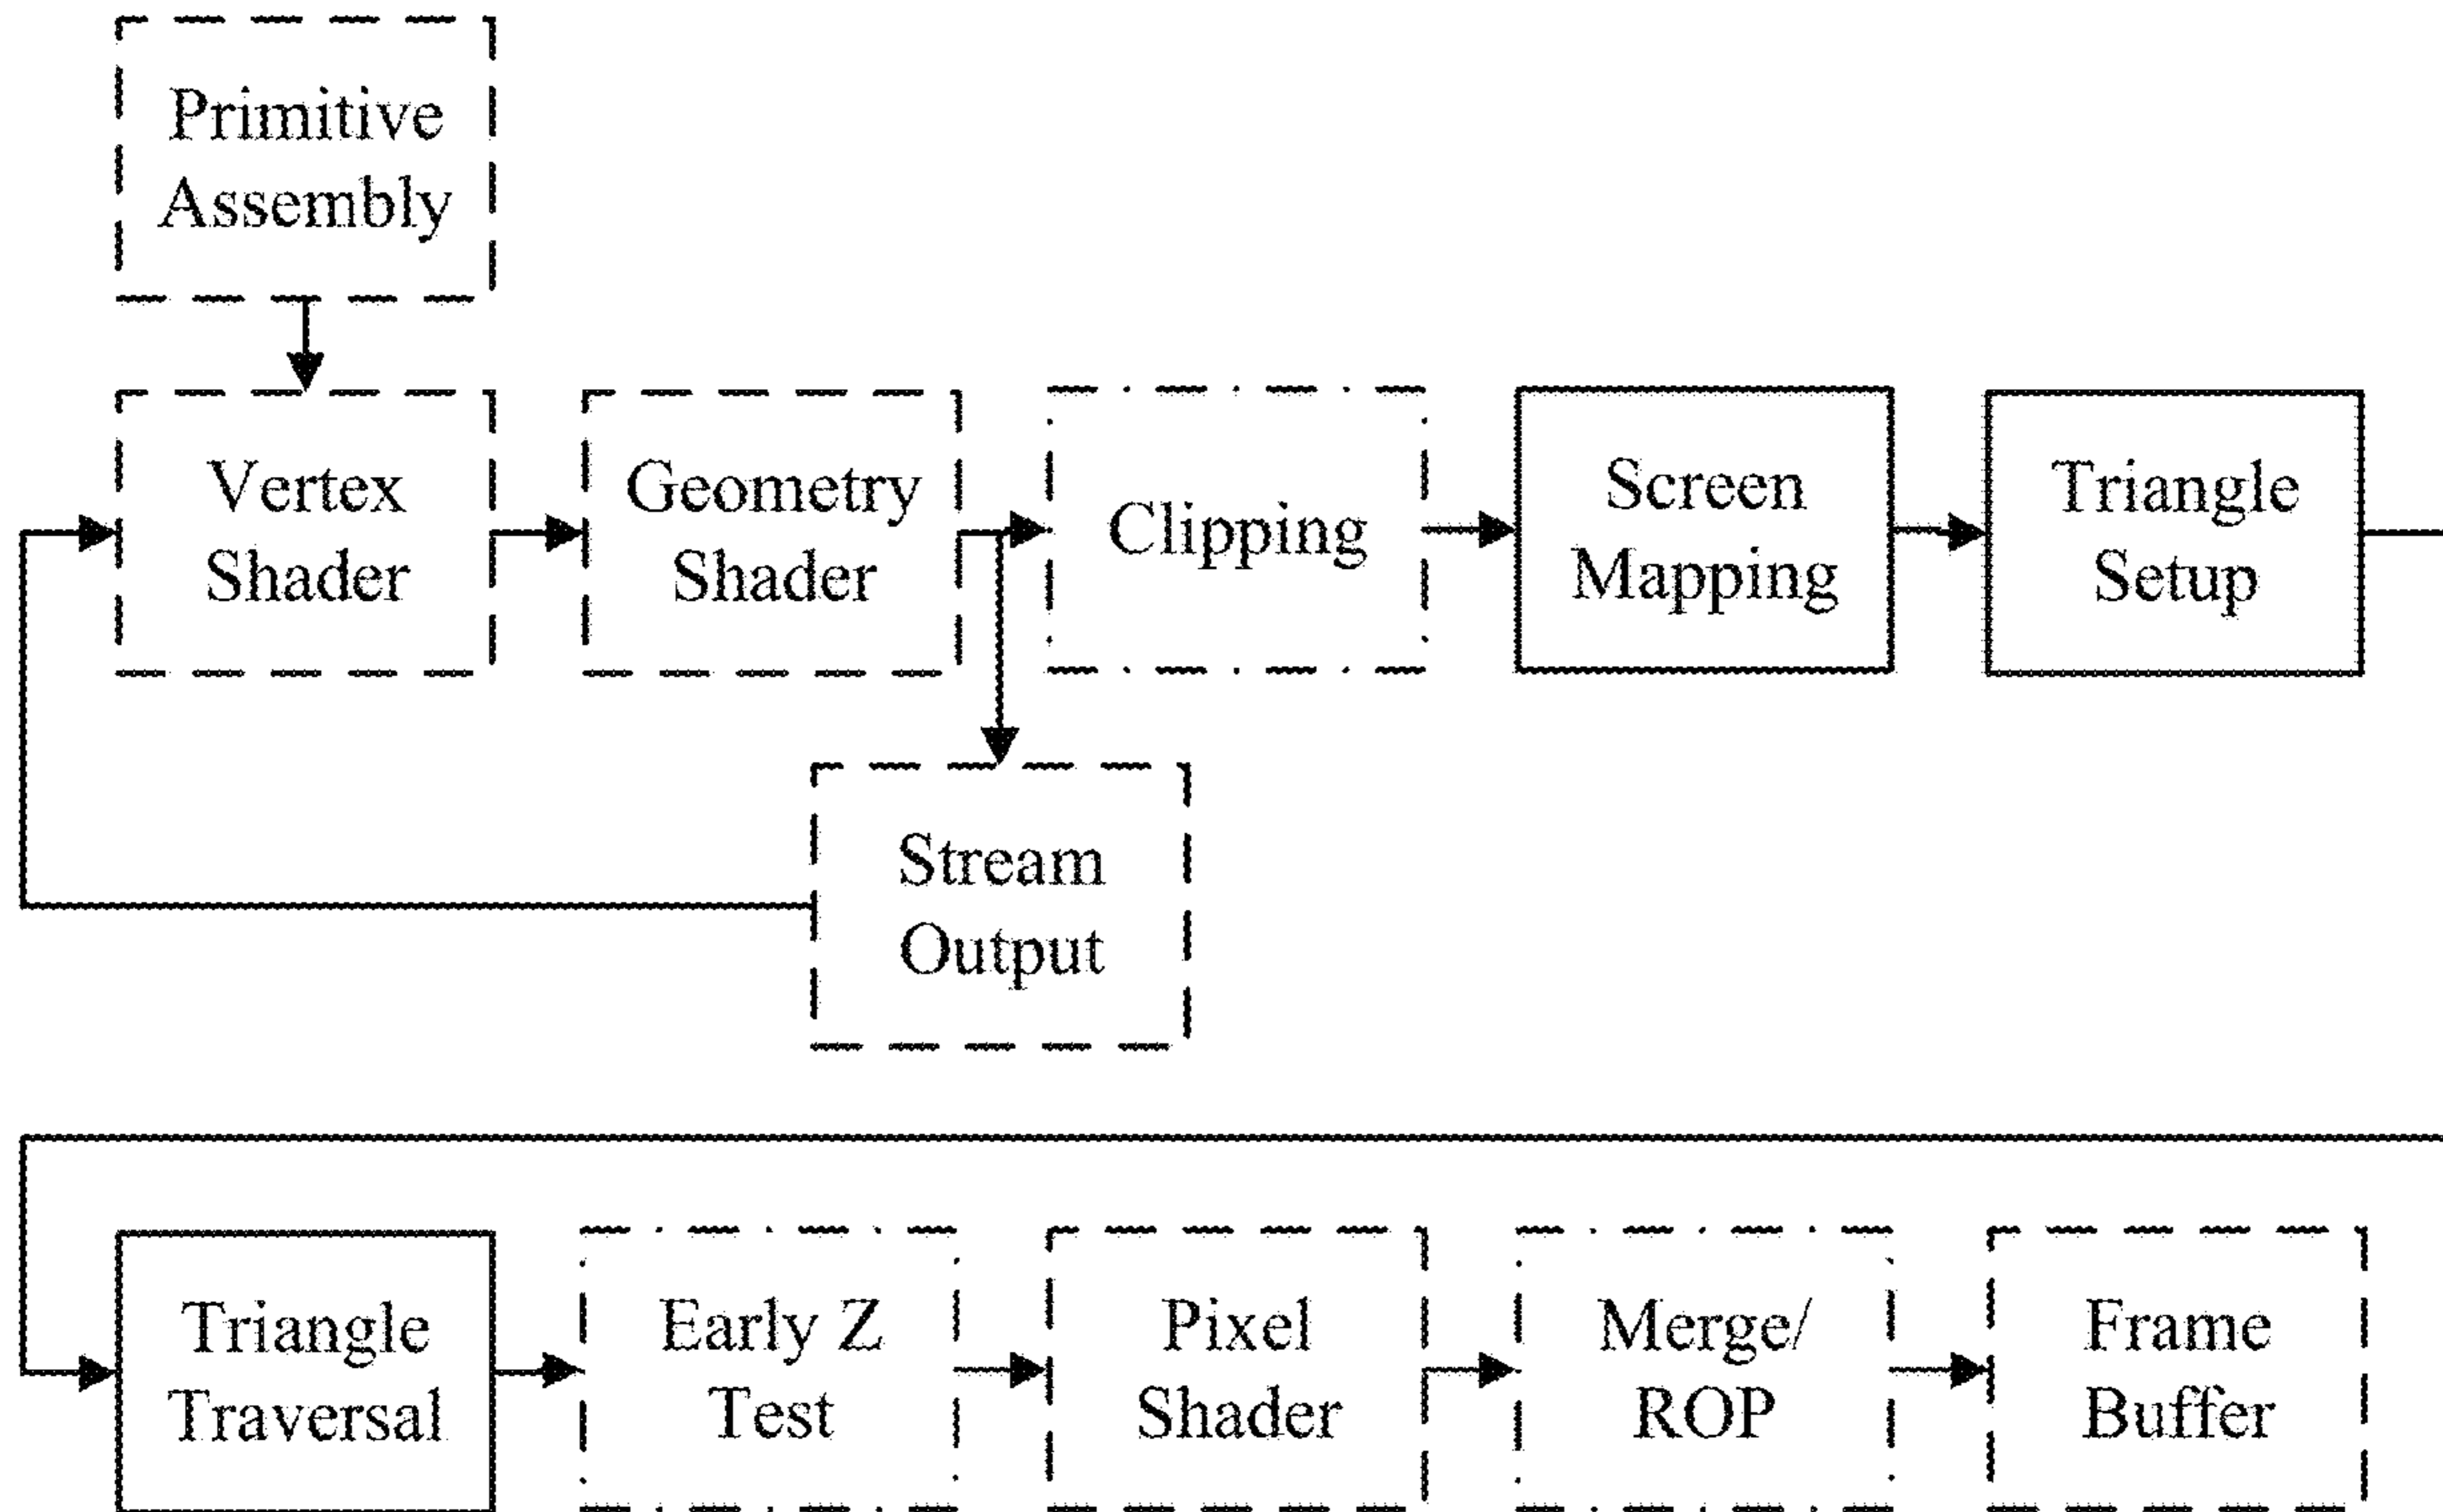 Primitive
Assembly
Vertex
Shader
Geometry
Shader
Clipping
Screen
Mapping
Triangle
Setup
Stream
Output
Triangle
Traversal
Early Z
Test
Pixel
Shader
Merge/
ROP
Frame
Buffer